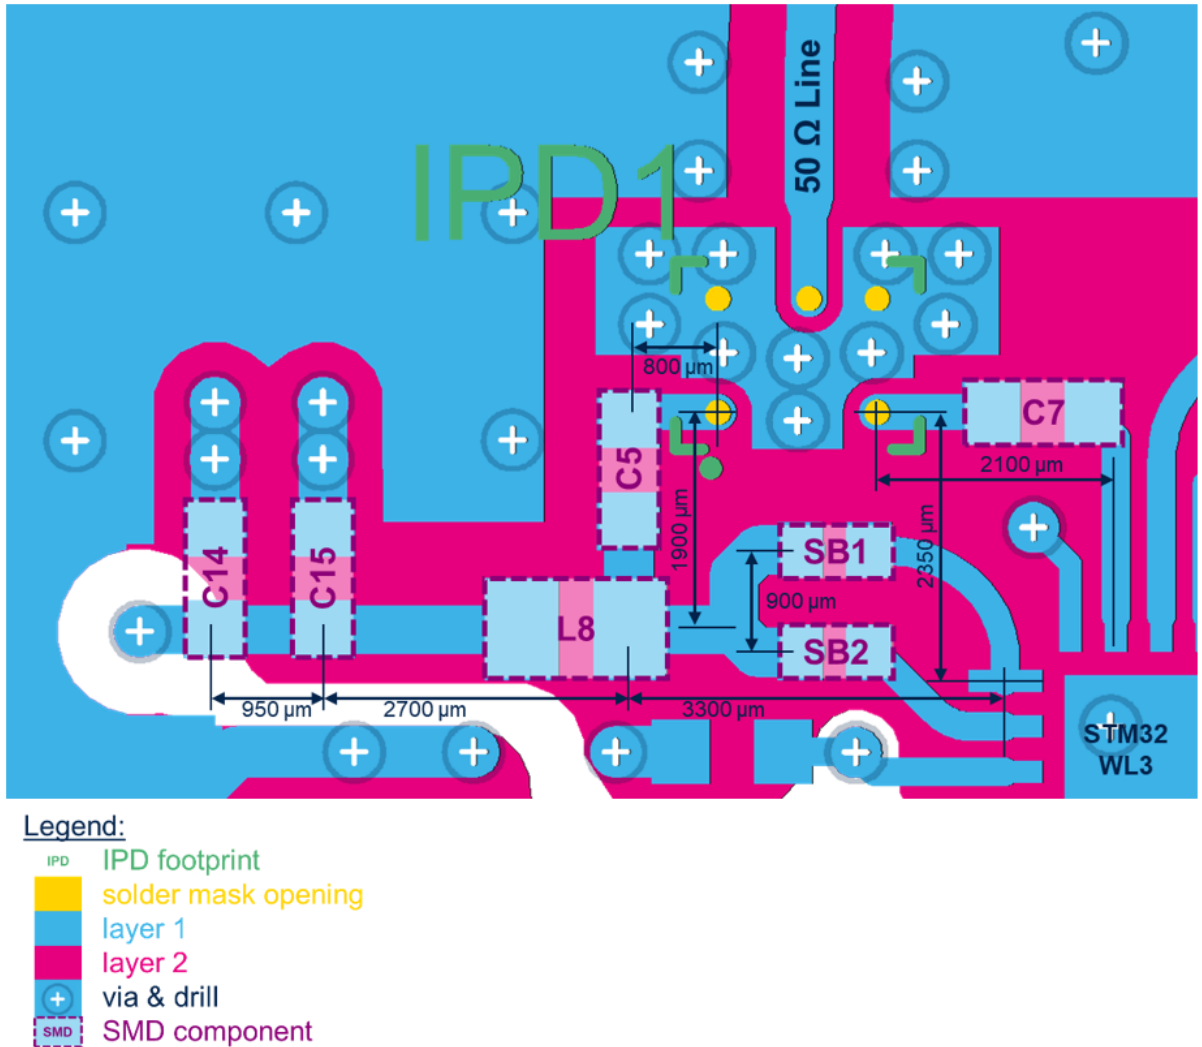 50 Ω Line
IPD1
800 µm
C7
C5
2100 µm
1900 µm
2350 µm
SB1
C14
C15
900 µm
L8
SB2
950 µm
2700 µm
3300 µm
STM32
WL3
Legend:
IPD IPD footprint
solder mask opening
layer 1
layer 2
via & drill
SMD SMD component